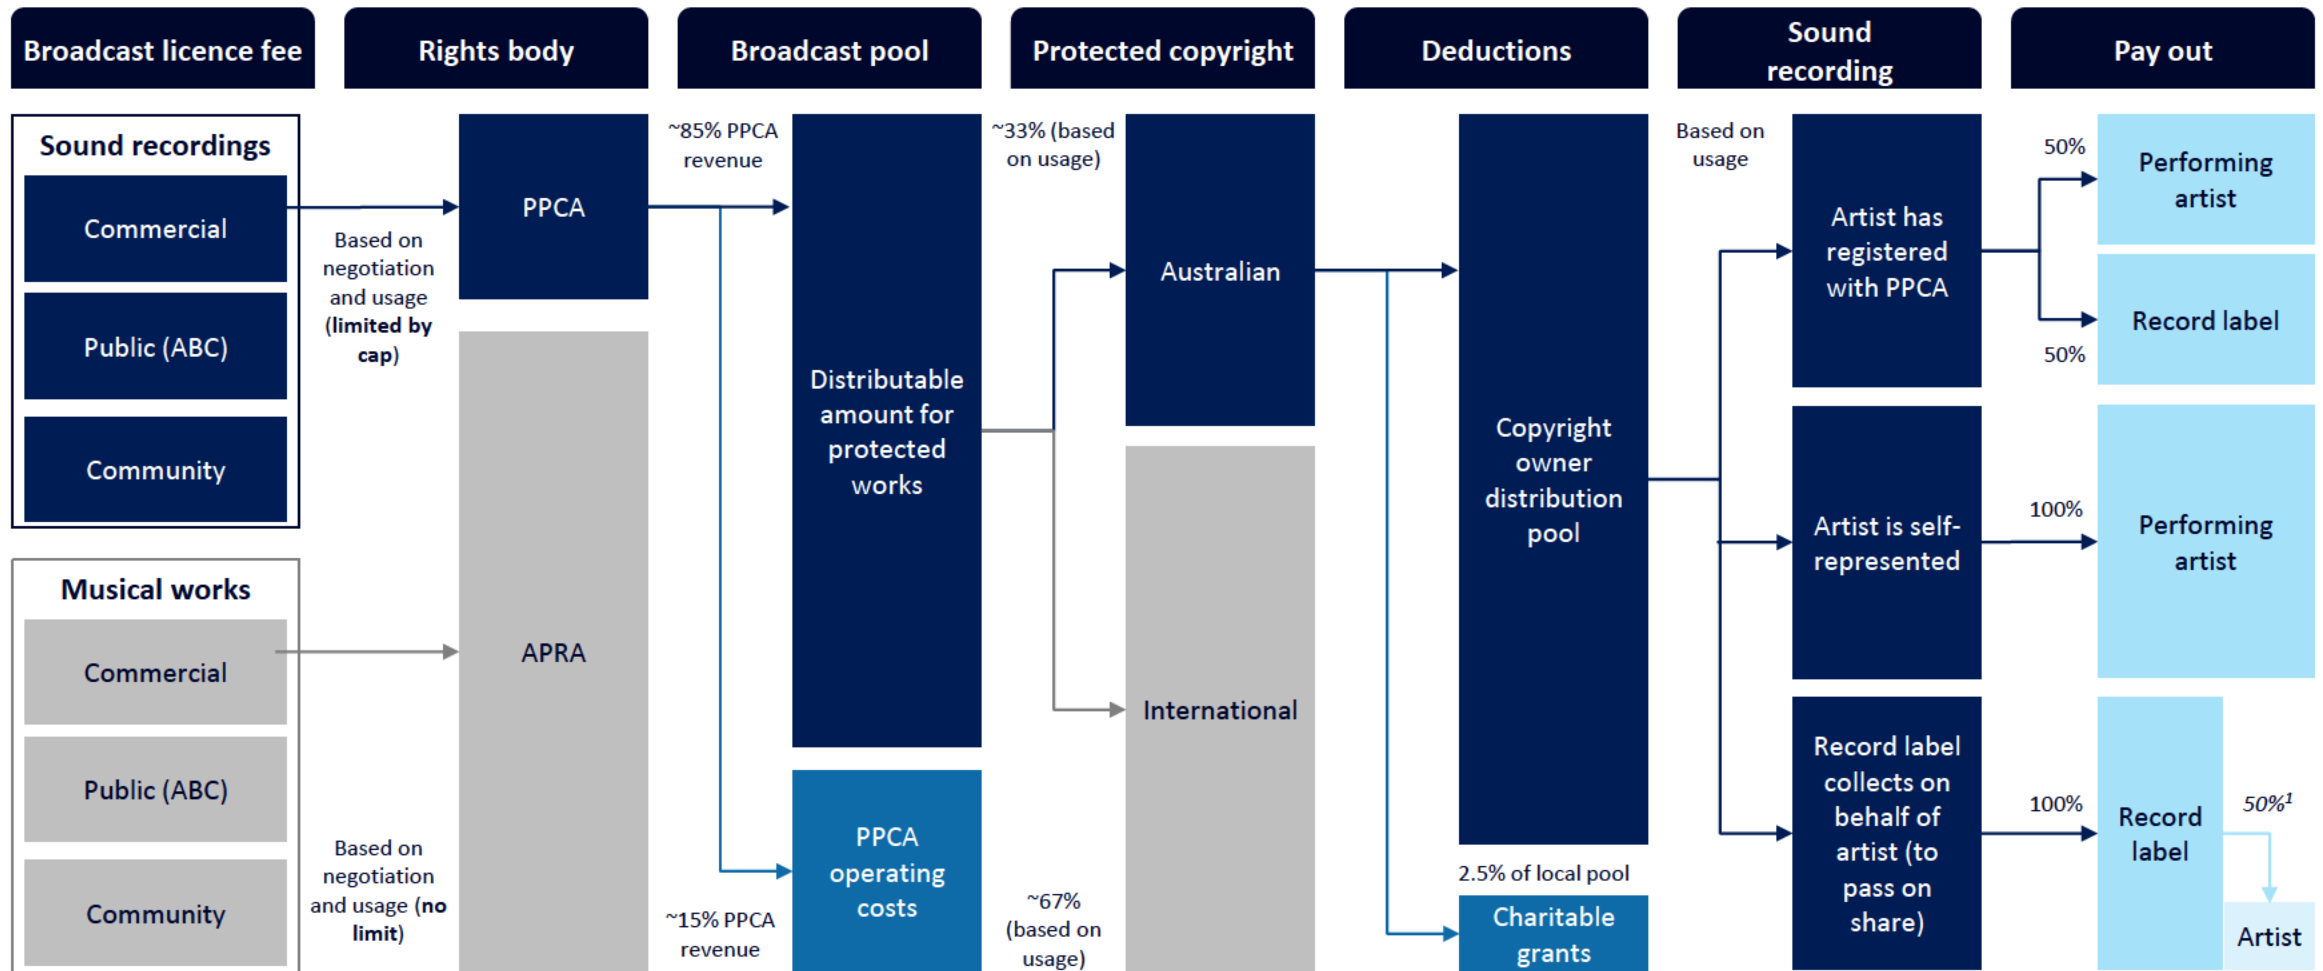 Broadcast licence fee
Rights body
Broadcast pool
Protected copyright
Deductions
Sound
recording
Pay out
Sound recordings
Commercial
Public (ABC)
Community
Based on
negotiation
and usage
(limited by
cap)
Musical works
Commercial
Public (ABC)
Community
Based on
negotiation
and usage (no
limit)
PPCA
APRA
~85% PPCA
revenue
~15% PPCA
revenue
Distributable
amount for
protected
works
PPCA
operating
costs
~33% (based
on usage)
~67%
(based on
usage)
Australian
International
Copyright
owner
distribution
pool
2.5% of local pool
Charitable
grants
Based on
usage
Artist has
registered
with PPCA
Artist is self-
represented
Record label
collects on
behalf of
artist (to
pass on
share)
50%
Performing
artist
Record label
50%
100%
Performing
artist
100%
Record
label
50%¹
Artist